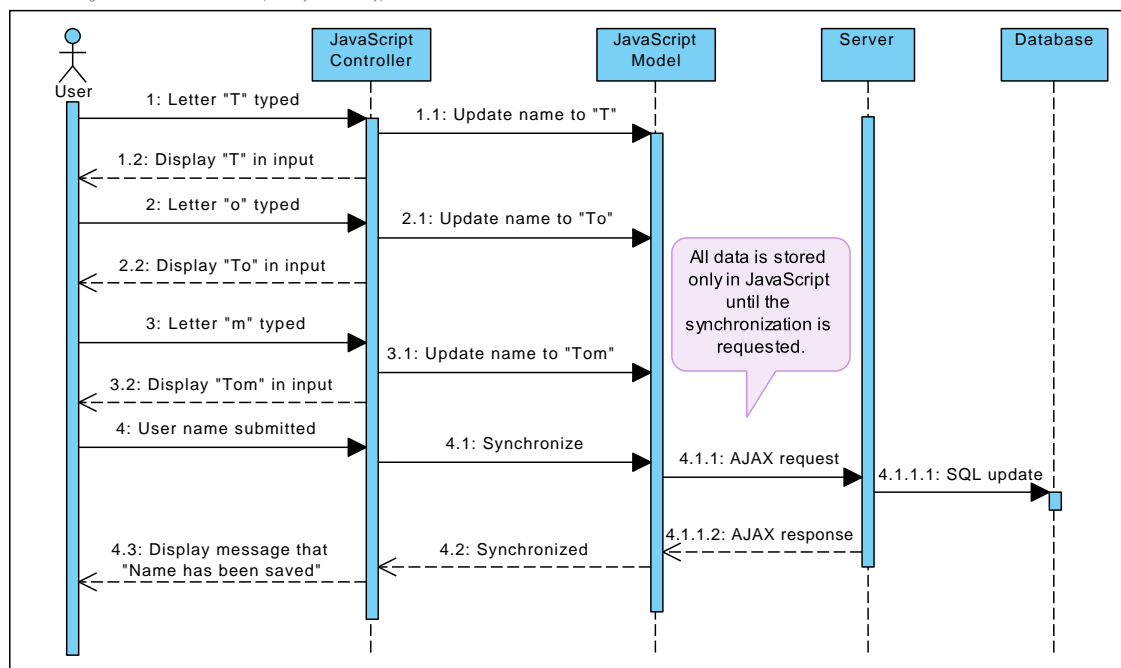 JavaScript
Controller
JavaScript
Model
Server
Database
User
1: Letter "T" typed
1.1: Update name to "T"
1.2: Display "T" in input
2: Letter "o" typed
2.1: Update name to "To"
2.2: Display "To" in input
All data is stored
only in JavaScript
until the
synchronization is
requested.
3: Letter "m" typed
3.1: Update name to "Tom"
3.2: Display "Tom" in input
4: User name submitted
4.1: Synchronize
4.1.1: AJAX request
4.1.1.1: SQL update
4.1.1.2: AJAX response
4.2: Synchronized
4.3: Display message that
"Name has been saved"